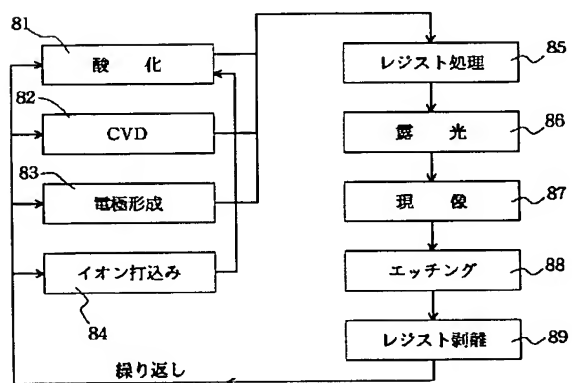 81
酸 化
82
CVD
83
電極形成
イオン打込み
84
レジスト処理
85
露 光
86
現 像
87
エッチング
88
レジスト剥離
89
繰り返し